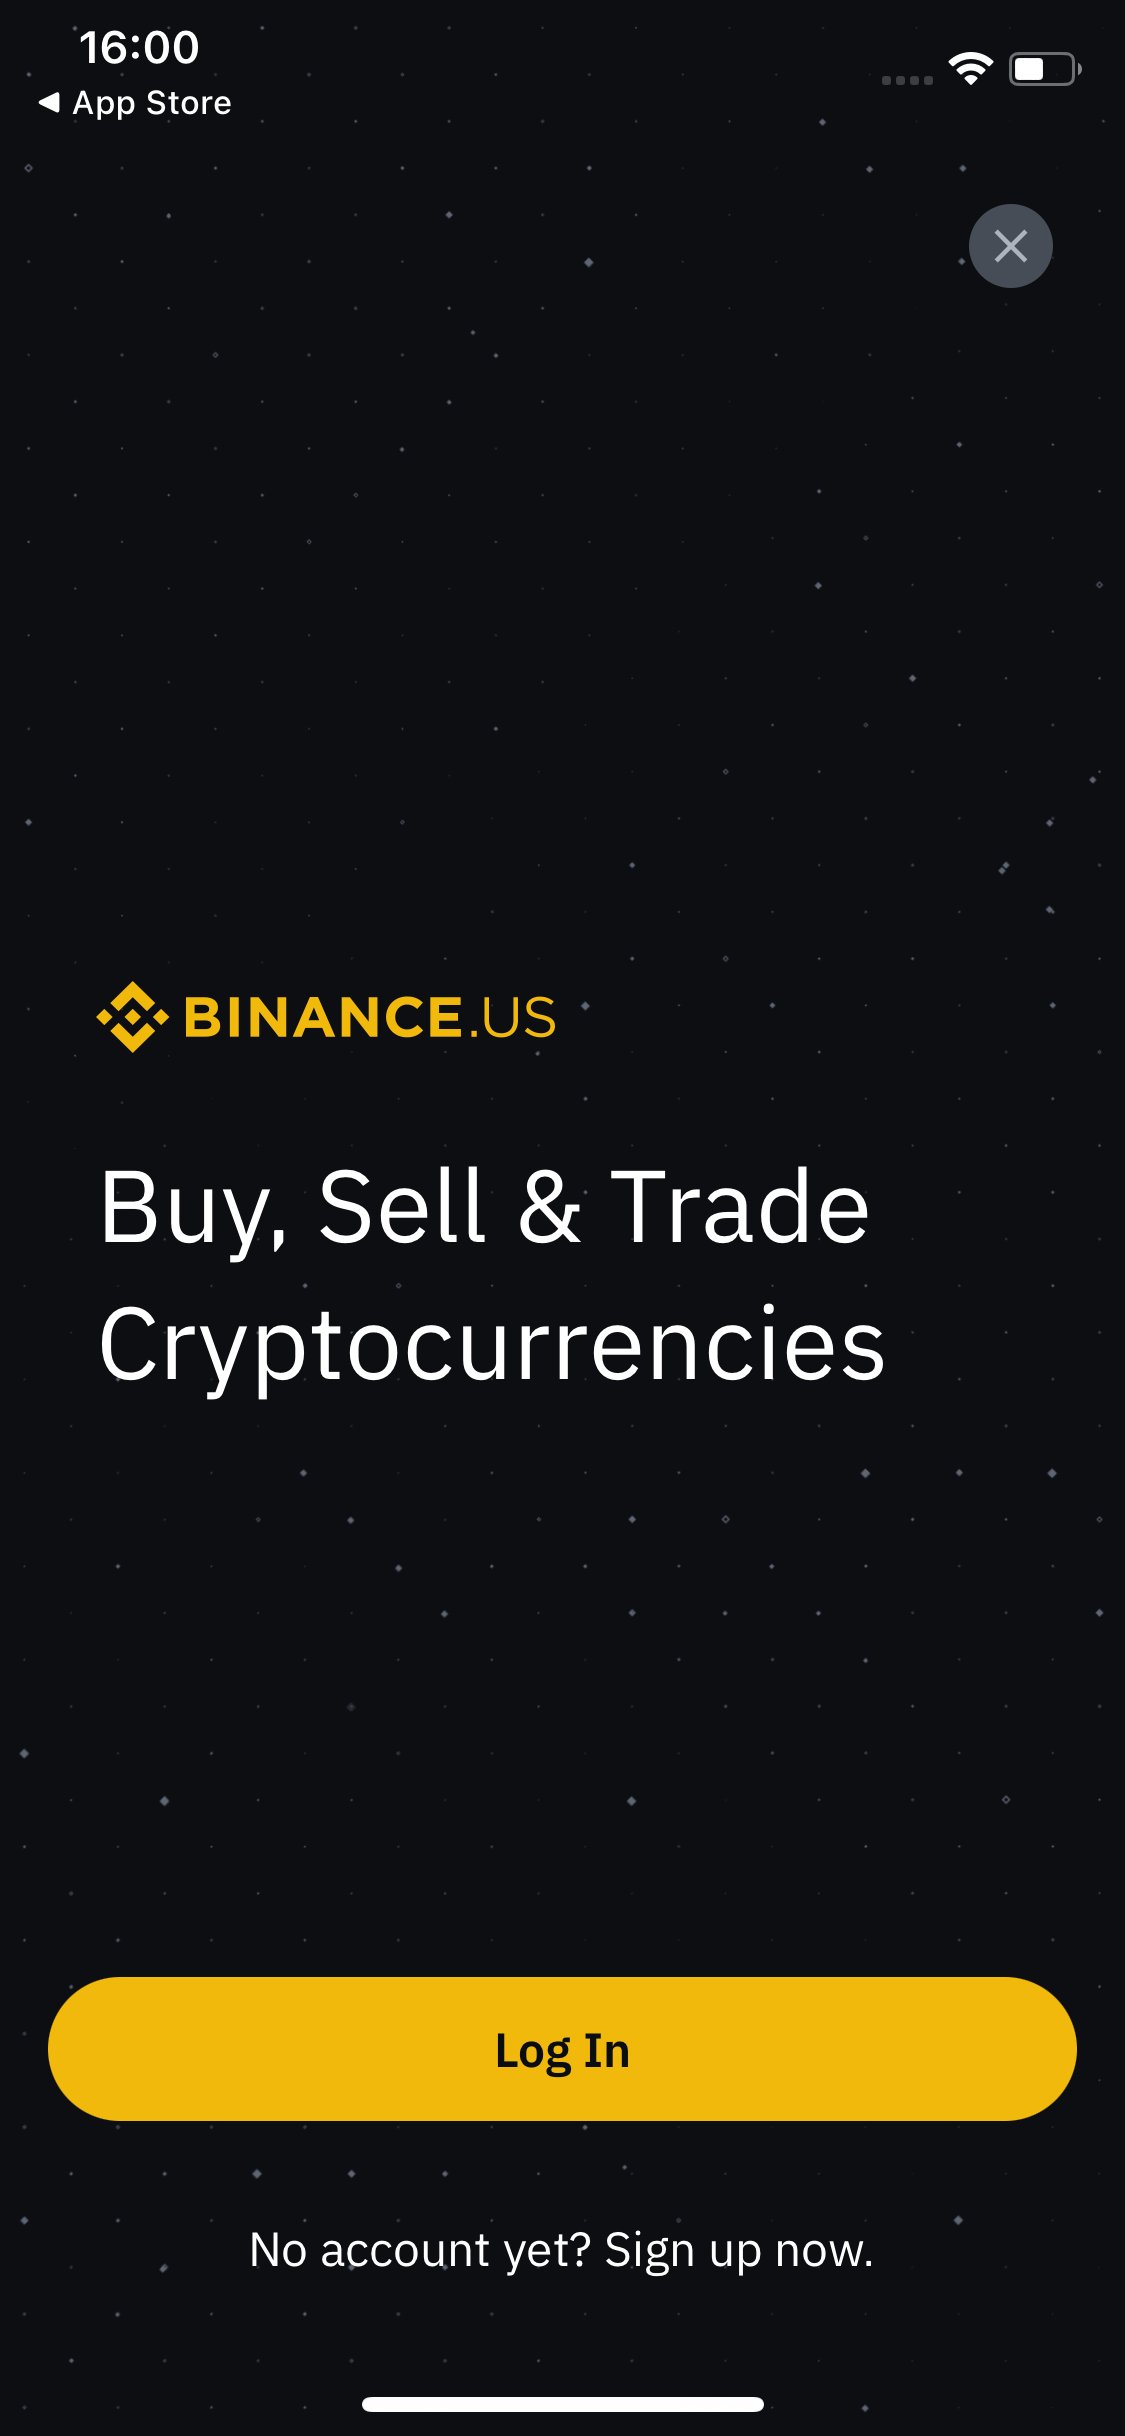 16:00
App Store
BINANCE.US
Buy, Sell & Trade
Cryptocurrencies
Log In
No account yet? Sign up now.